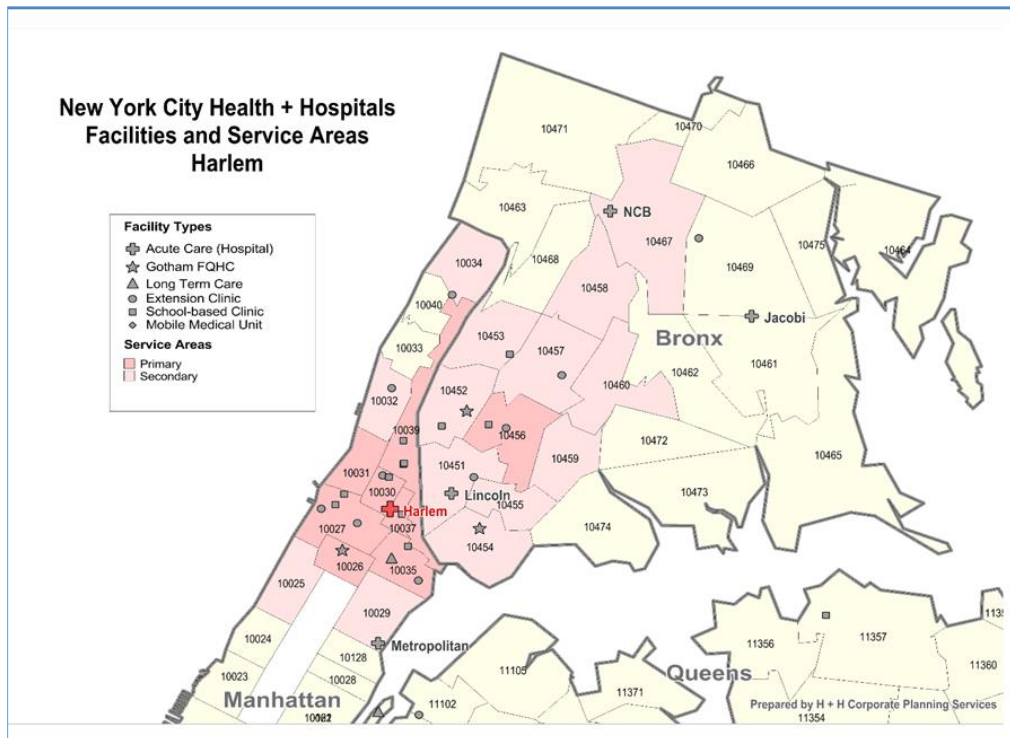 New York City Health + Hospitals
Facilities and Service Areas
Harlem
Facility Types
Acute Care (Hospital)
Gotham FQHC
Long Term Care
Extension Clinic
School-based Clinic
Mobile Medical Unit
Service Areas
Primary
Secondary
10471
10470
10466
10463
NCB
10467
10475
10464
10468
10469
10034
10458
10040
Jacobi
10453
10457
Bronx
10033
10462
10461
10452
10460
10032
10039
10456
10472
10465
10031
10451
10459
10030
Lincoln
10473
Harlem
10455
10027
10037
10474
10454
10026
10035
10025
10029
10024
Metropolitan
11356
11357
10128
11105
11360
10023
10028
Queens
11371
Manhattan
11102
Prepared by H + H Corporate Planning Services
11354